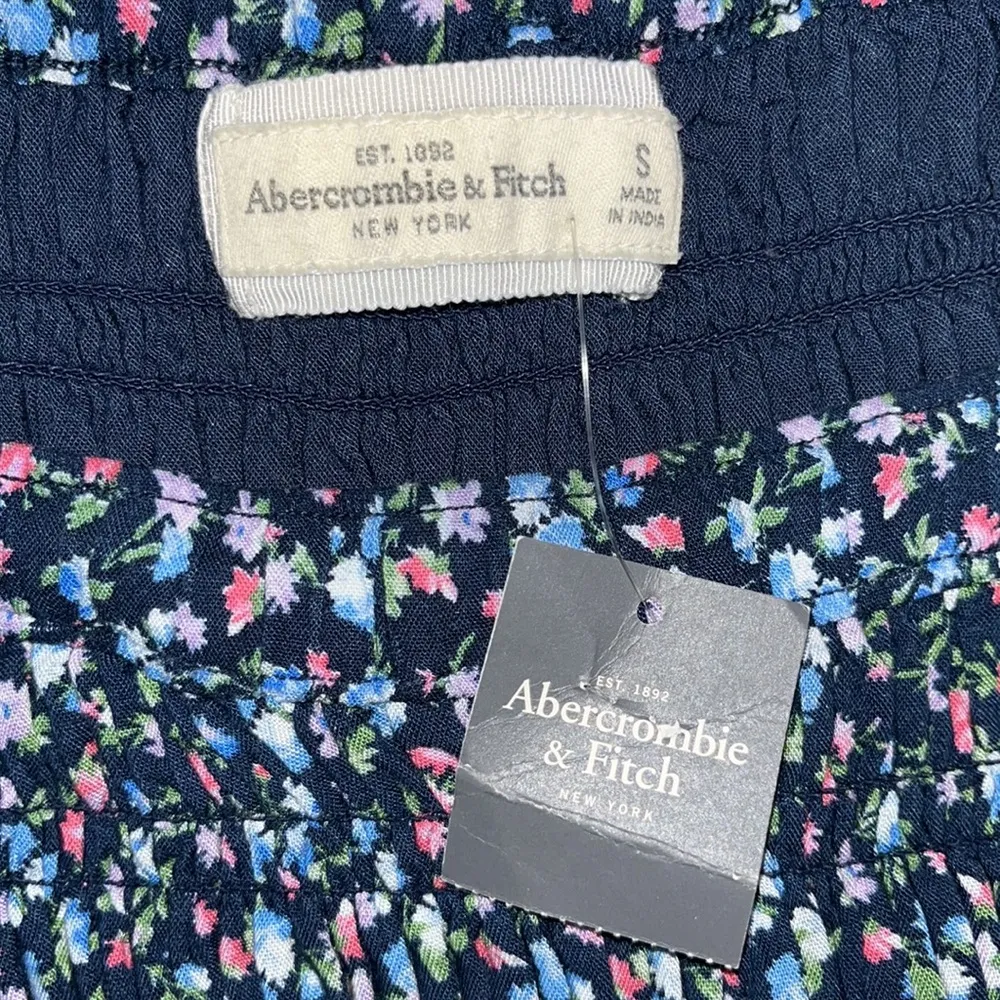 EST. 1892
Abercrombie & Fitch
NEW YORK
S
MADE
IN INDIA
EST. 1892
Abercrombie
& Fitch
NEW YORK